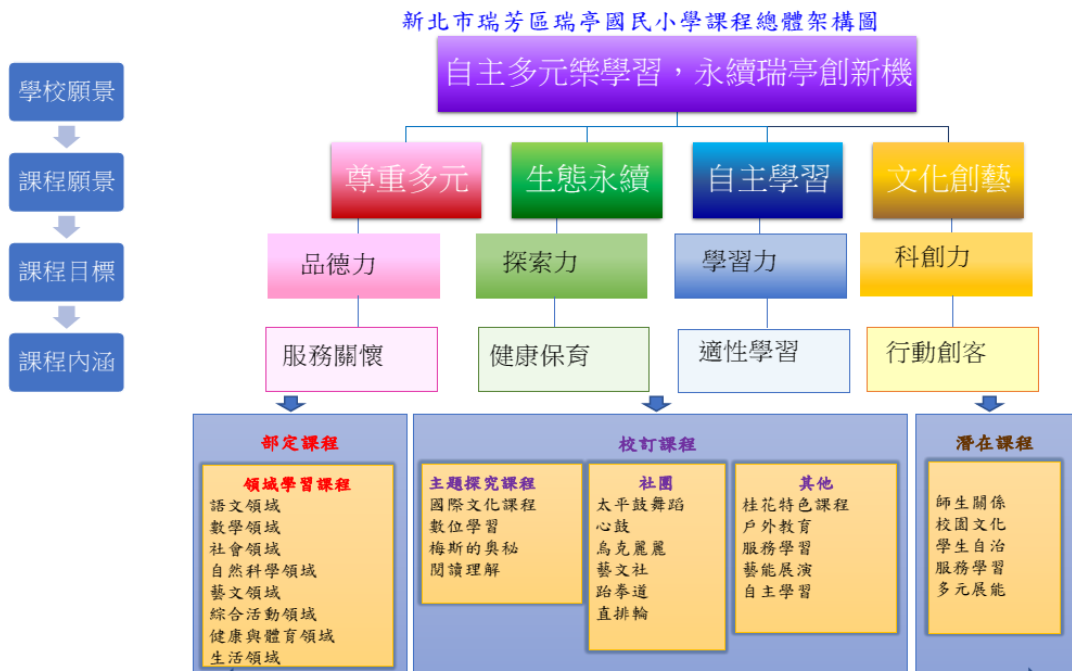 新北市瑞芳區瑞亭國民小學課程總體架構圖
學校願景
課程願景
課程目標
課程內涵
自主多元樂學習，永續瑞亭創新機
尊重多元
生態永續
自主學習
文化創藝
品德力
探索力
學習力
科創力
服務關懷
健康保育
適性學習
行動創客
部定課程
領域學習課程
語文領域
數學領域
社會領域
自然科學領域
藝文領域
綜合活動領域
健康與體育領域
生活領域
校訂課程
主題探究課程
國際文化課程
數位學習
梅斯的奧秘
閱讀理解
社團
太平鼓舞蹈
心鼓
烏克麗麗
藝文社
跆拳道
直排輪
其他
桂花特色課程
戶外教育
服務學習
藝能展演
自主學習
潛在課程
師生關係
校園文化
學生自治
服務學習
多元展能